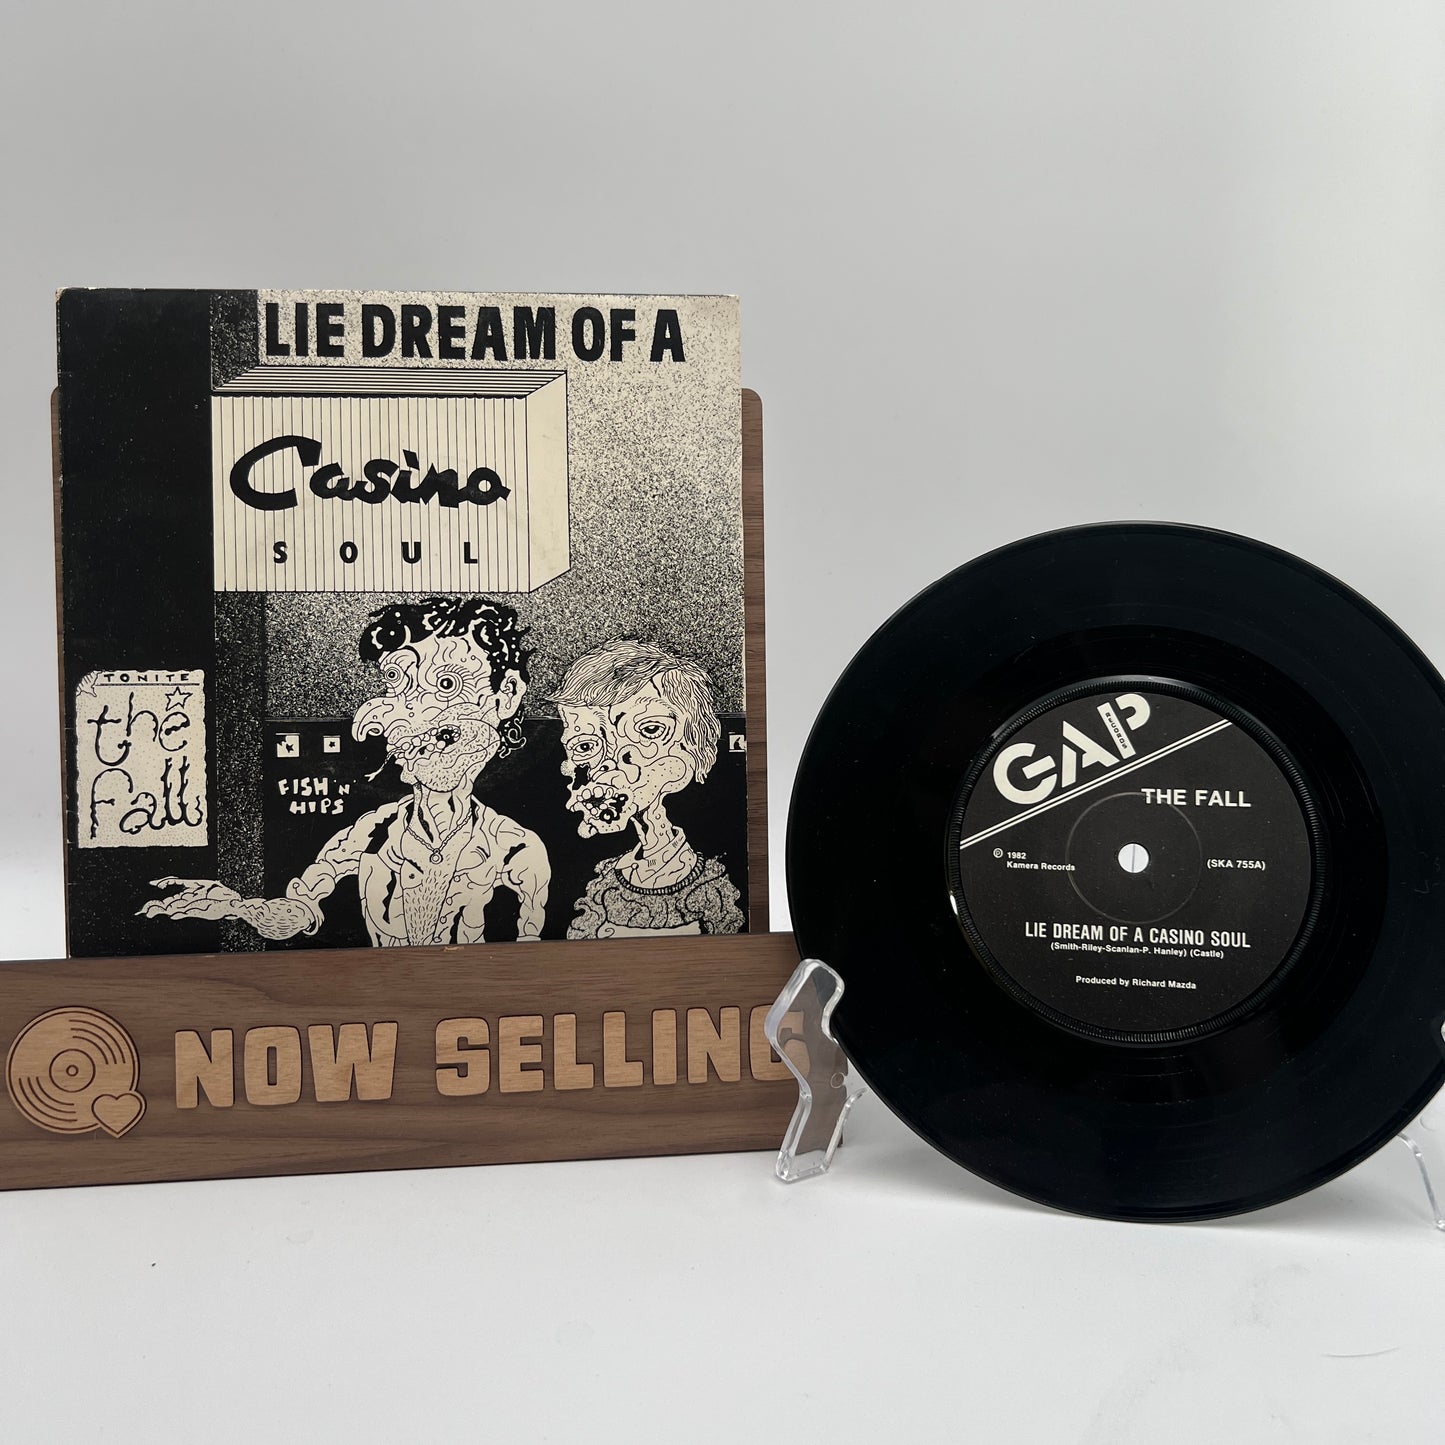 LIE DREAM OF A
Casino
SOUL
TONITE
the
fall
FISH 'N'
HIPS
NOW SELLING
GAP
RECORDS
THE FALL
℗ 1982
Kamera Records
(SKA 755A)
LIE DREAM OF A CASINO SOUL
(Smith-Riley-Scanlan-P. Hanley) (Castle)
Produced by Richard Mazda